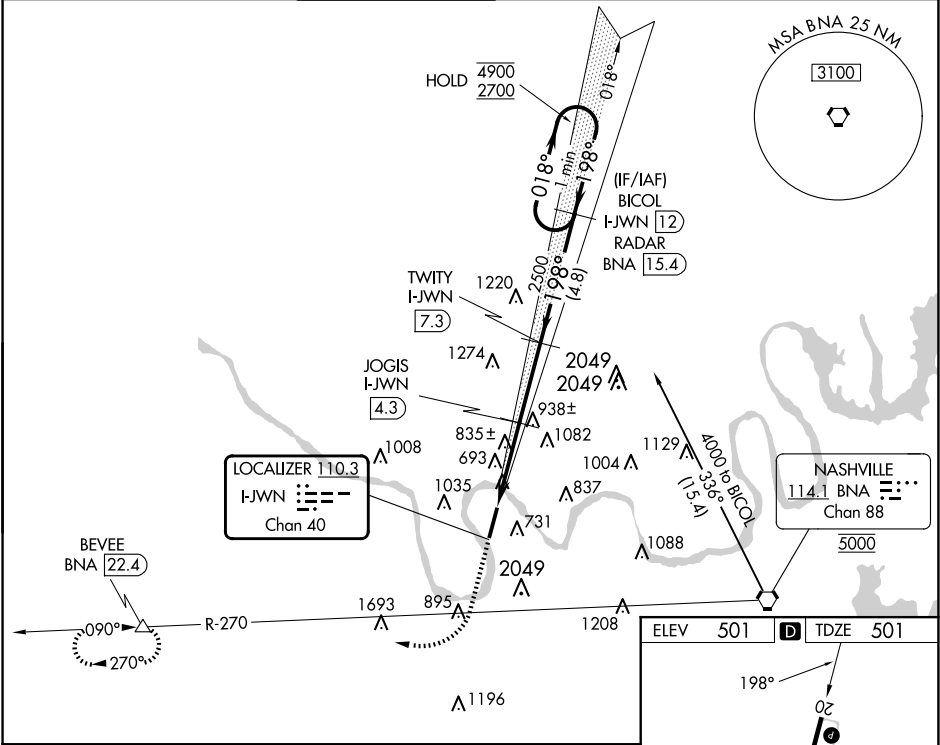 MSA BNA 25 NM
3100
HOLD 4900
2700
018°
018°
1 min
198°
(IF/IAF)
BICOL
I-JWN 12
RADAR
BNA 15.4
2500
198°
(4.8)
TWITY
I-JWN
7.3
1220
1274
JOGIS
I-JWN
4.3
2049
2049
938±
835±
1082
1008
693
1004
1129
4000 to BICOL
336°
(15.4)
LOCALIZER 110.3
I-JWN
Chan 40
1035
837
731
NASHVILLE
114.1 BNA
Chan 88
5000
1088
BEVEE
BNA 22.4
2049
1693
895
1208
R-270
090°
270°
1196
ELEV 501 D TDZE 501
198°
20
P